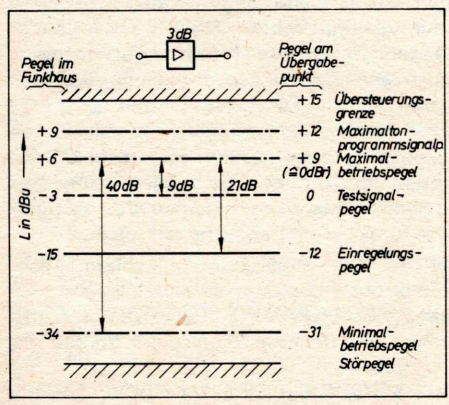 3dB
Pegel im
Funkhaus
Pegel am
Übergabe-
punkt
+15 Übersteuerungs-
grenze
+9 +12 Maximalton-
programmsignalp.
+6 +9 Maximal-
(≙0dBr) betriebspegel
40dB 9dB 21dB
-3 0 Testsignal-
pegel
L in dBu
-15 -12 Einregelungs-
pegel
-34 -31 Minimal-
betriebspegel
Störpegel